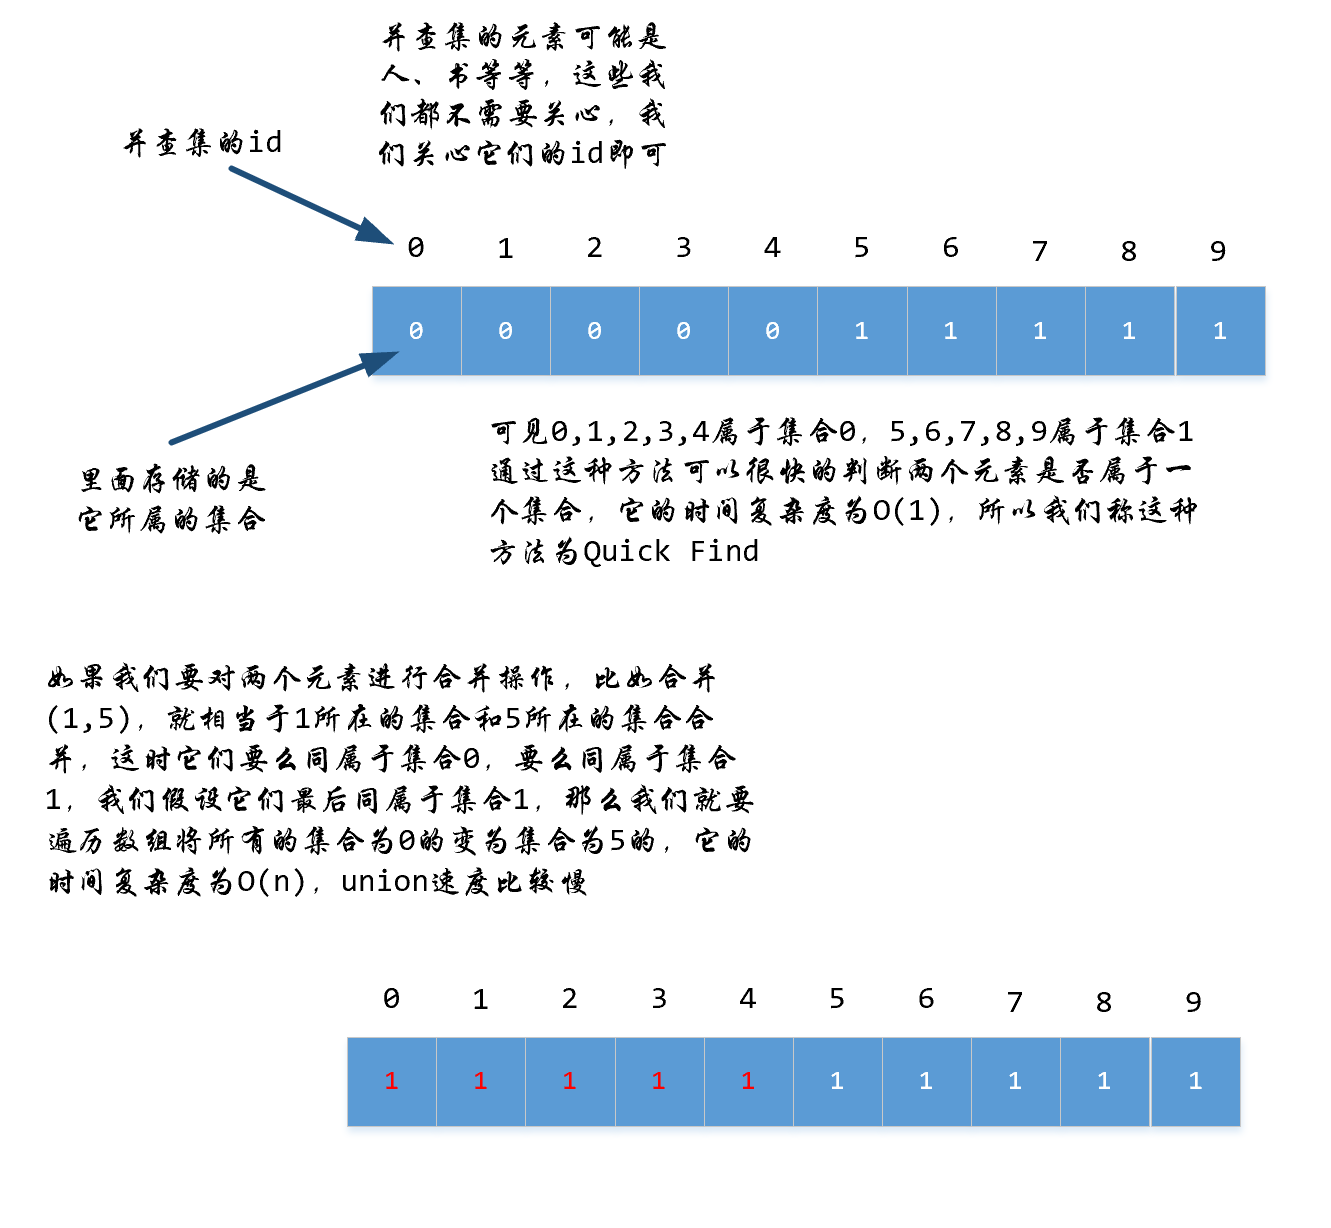 并查集的元素可能是
人、书等等，这些我
们都不需要关心，我
们关心它们的id即可
并查集的id
0 1 2 3 4 5 6 7 8 9
0 0 0 0 0 1 1 1 1 1
里面存储的是
它所属的集合
可见0,1,2,3,4属于集合0，5,6,7,8,9属于集合1
通过这种方法可以很快的判断两个元素是否属于一
个集合，它的时间复杂度为O(1)，所以我们称这种
方法为Quick Find
如果我们要对两个元素进行合并操作，比如合并
(1,5)，就相当于1所在的集合和5所在的集合合
并，这时它们要么同属于集合0，要么同属于集合
1，我们假设它们最后同属于集合1，那么我们就要
遍历数组将所有的集合为0的变为集合为5的，它的
时间复杂度为O(n)，union速度比较慢
0 1 2 3 4 5 6 7 8 9
1 1 1 1 1 1 1 1 1 1